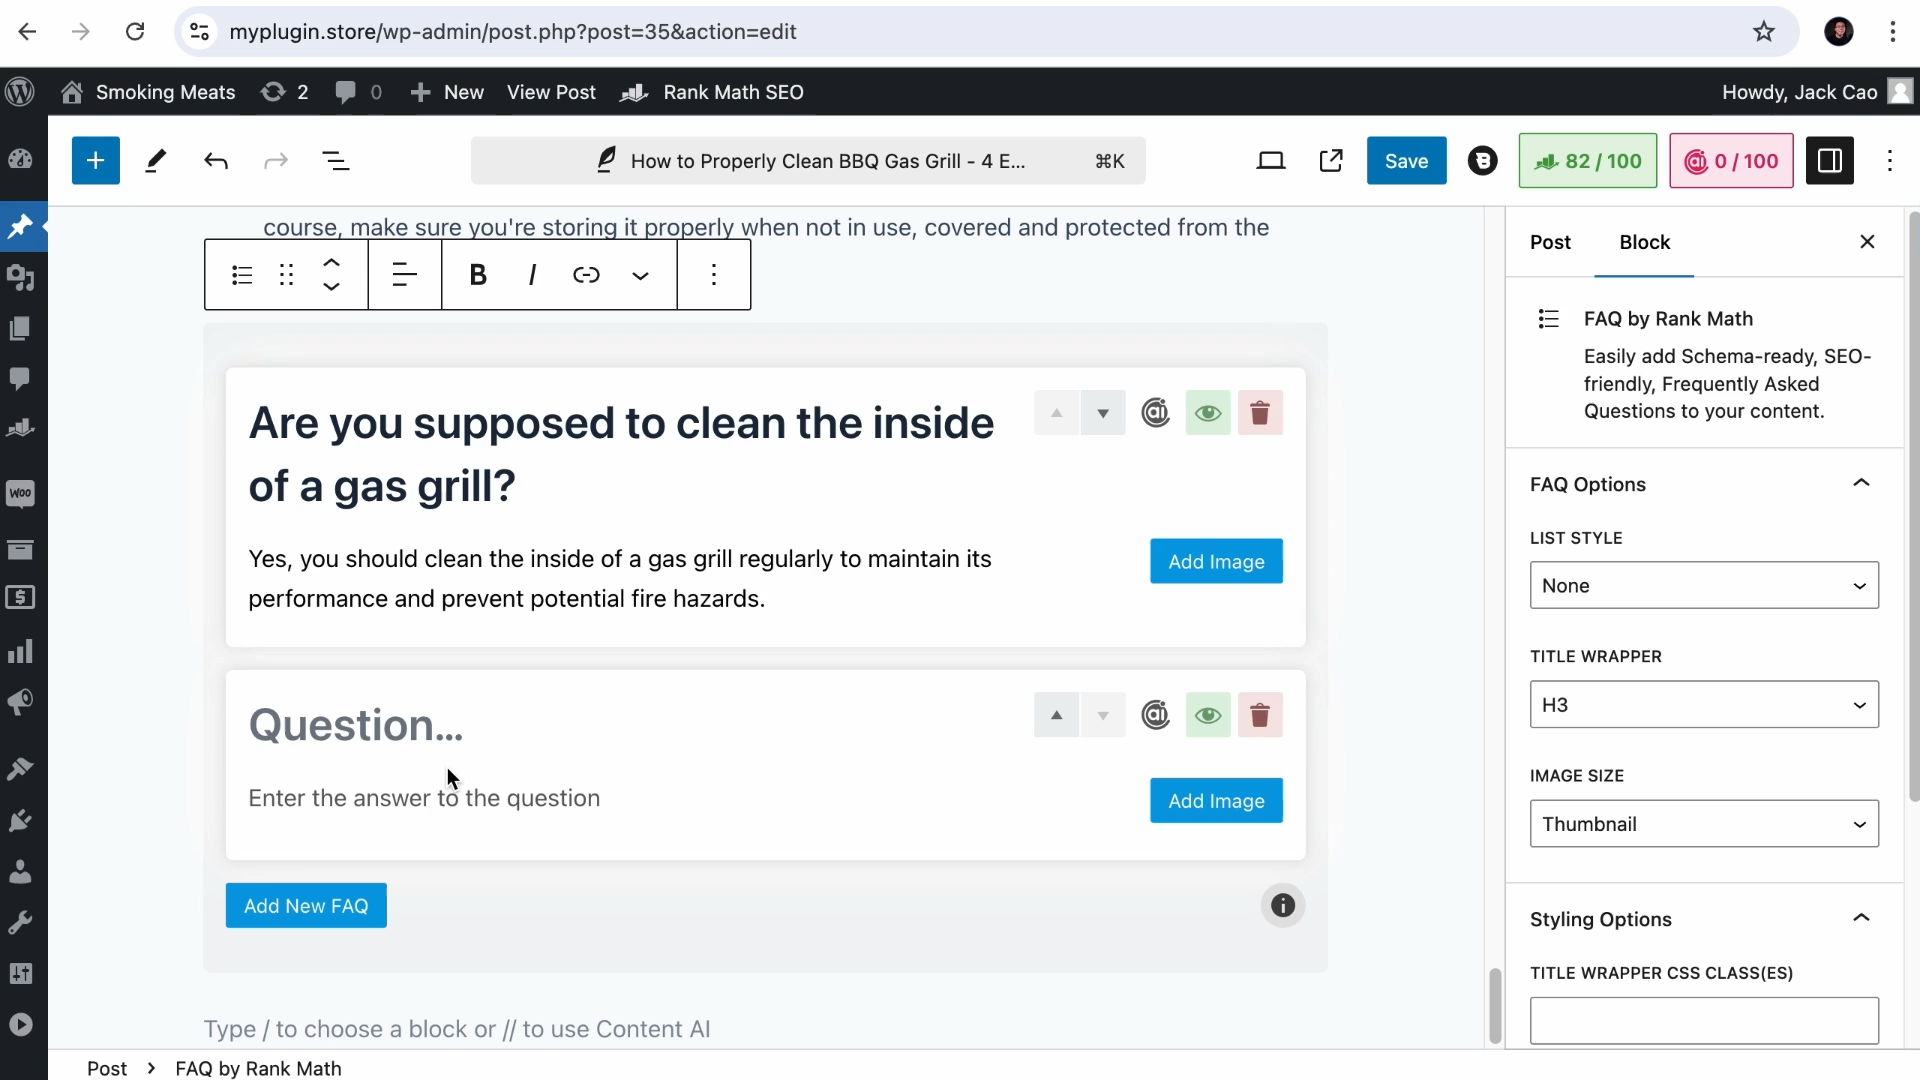 myplugin.store/wp-admin/post.php?post=35&action=edit
Smoking Meats
2
0
New
View Post
Rank Math SEO
Howdy, Jack Cao
How to Properly Clean BBQ Gas Grill - 4 E...
⌘K
Save
82 / 100
0 / 100
course, make sure you're storing it properly when not in use, covered and protected from the
B I
Are you supposed to clean the inside
of a gas grill?
Yes, you should clean the inside of a gas grill regularly to maintain its
performance and prevent potential fire hazards.
Add Image
Question...
Enter the answer to the question
Add Image
Add New FAQ
Type / to choose a block or // to use Content AI
Post
Block
FAQ by Rank Math
Easily add Schema-ready, SEO-
friendly, Frequently Asked
Questions to your content.
FAQ Options
LIST STYLE
None
TITLE WRAPPER
H3
IMAGE SIZE
Thumbnail
Styling Options
TITLE WRAPPER CSS CLASS(ES)
Post > FAQ by Rank Math